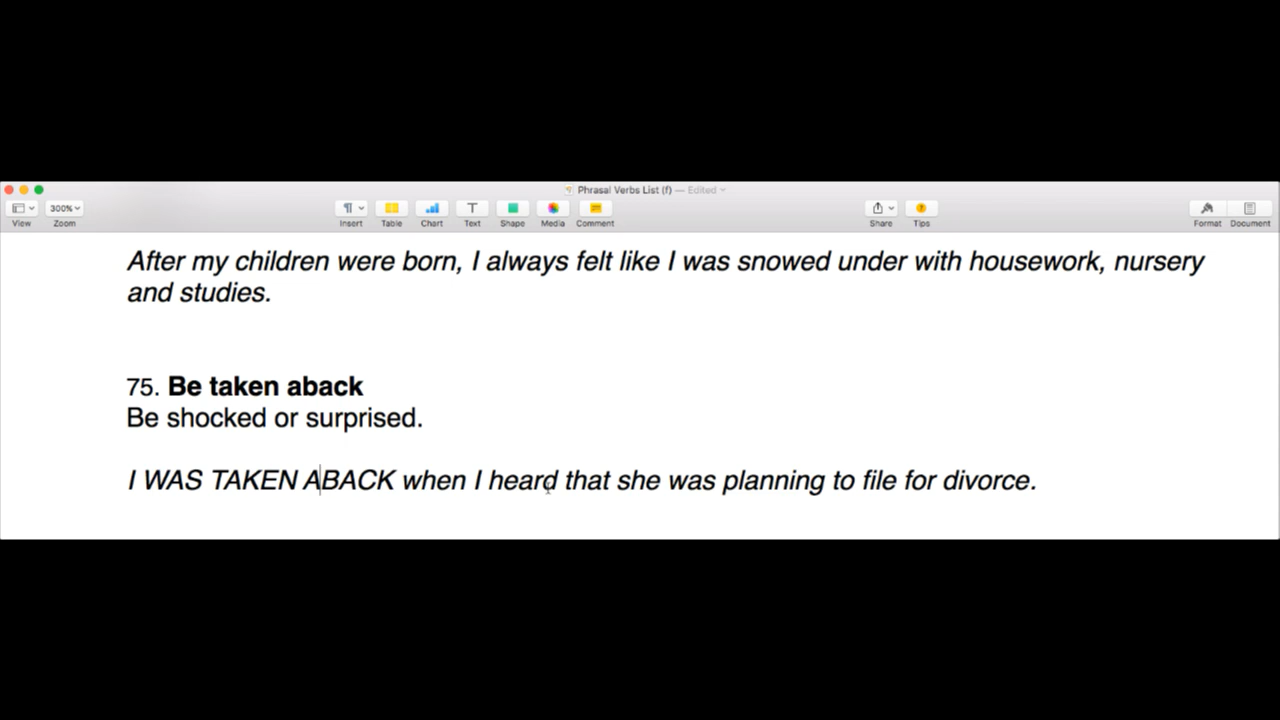 Phrasal Verbs List (f) — Edited
300%
View Zoom Insert Table Chart Text Shape Media Comment Share Tips Format Document
After my children were born, I always felt like I was snowed under with housework, nursery
and studies.
75. Be taken aback
Be shocked or surprised.
I WAS TAKEN ABACK when I heard that she was planning to file for divorce.